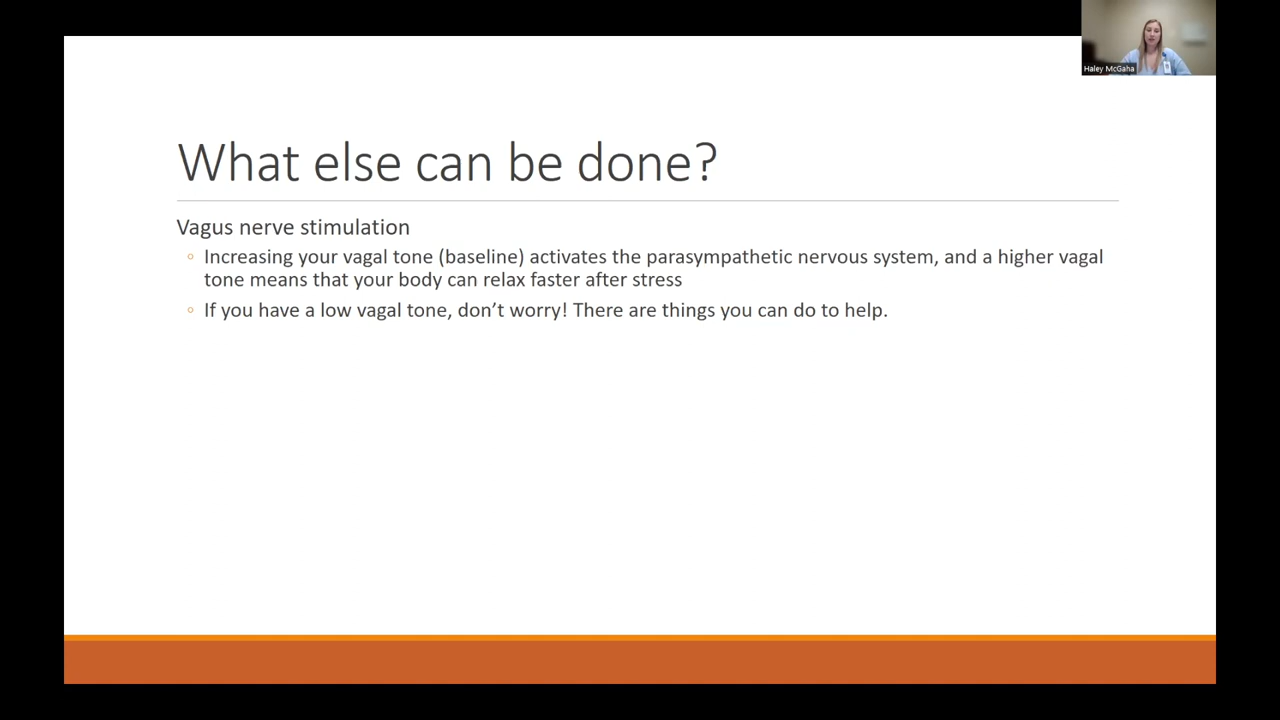 Haley McGaha
What else can be done?
Vagus nerve stimulation
◦ Increasing your vagal tone (baseline) activates the parasympathetic nervous system, and a higher vagal
tone means that your body can relax faster after stress
◦ If you have a low vagal tone, don’t worry! There are things you can do to help.